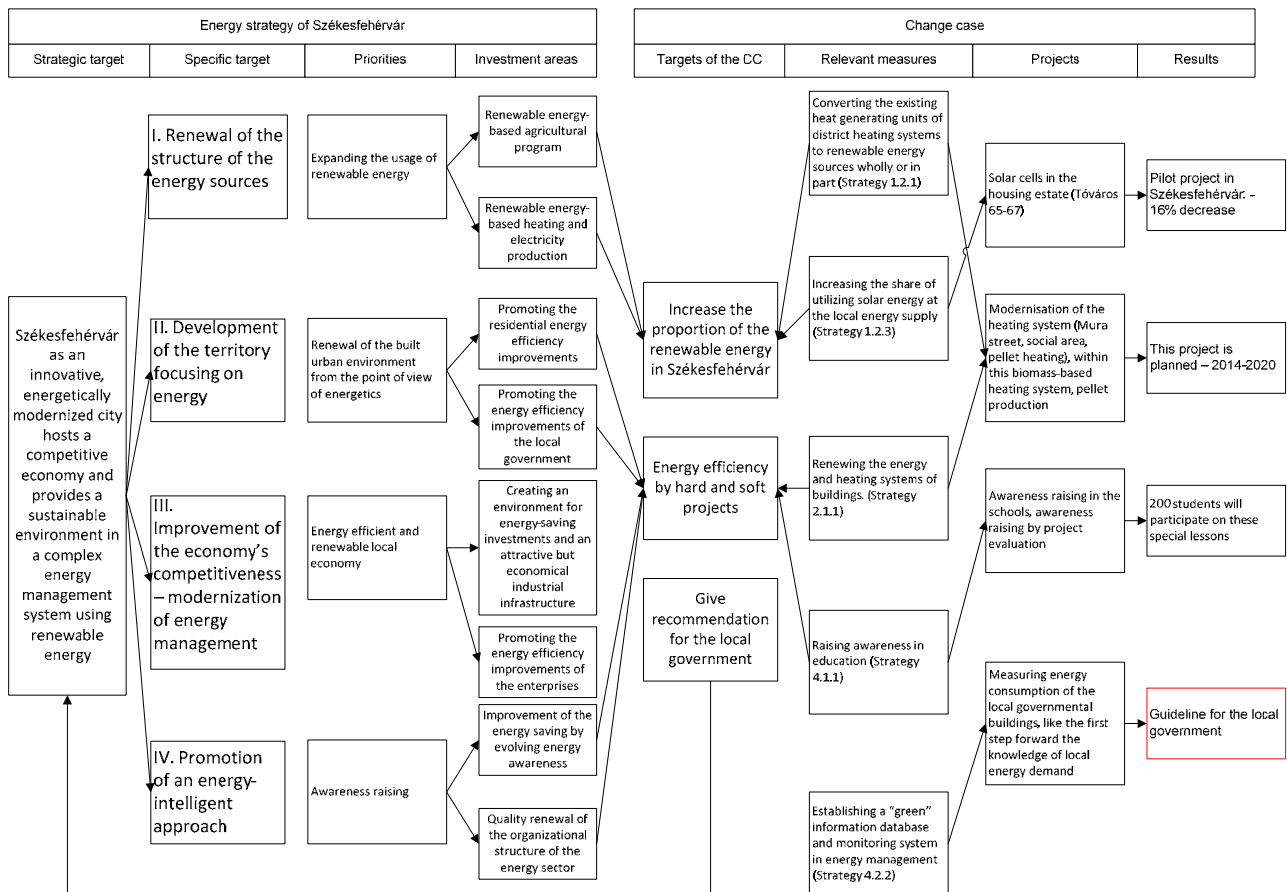 Energy strategy of Székesfehérvár
Change case
Strategic target
Specific target
Priorities
Investment areas
Targets of the CC
Relevant measures
Projects
Results
Székesfehérvár
as an
innovative,
energetically
modernized city
hosts a
competitive
economy and
provides a
sustainable
environment in
a complex
energy
management
system using
renewable
energy
I. Renewal of
the structure of
the energy
sources
II. Development
of the territory
focusing on
energy
III.
Improvement of
the economy’s
competitiveness
– modernization
of energy
management
IV. Promotion
of an energy-
intelligent
approach
Expanding the usage of
renewable energy
Renewal of the built
urban environment
from the point of view
of energetics
Energy efficient and
renewable local
economy
Awareness raising
Renewable energy-
based agricultural
program
Renewable energy-
based heating and
electricity
production
Promoting the
residential energy
efficiency
improvements
Promoting the
energy efficiency
improvements of
the local
government
Creating an
environment for
energy-saving
investments and an
attractive but
economical
industrial
infrastructure
Promoting the
energy efficiency
improvements of
the enterprises
Improvement of the
energy saving by
evolving energy
awareness
Quality renewal of
the organizational
structure of the
energy sector
Increase the
proportion of the
renewable energy
in Székesfehérvár
Energy efficiency
by hard and soft
projects
Give
recommendation
for the local
government
Converting the existing
heat generating units of
district heating systems
to renewable energy
sources wholly or in
part (Strategy 1.2.1)
Increasing the share of
utilizing solar energy at
the local energy supply
(Strategy 1.2.3)
Renewing the energy
and heating systems of
buildings. (Strategy
2.1.1)
Raising awareness in
education (Strategy
4.1.1)
Establishing a “green”
information database
and monitoring system
in energy management
(Strategy 4.2.2)
Solar cells in the
housing estate (Tóváros
65-67)
Modernisation of the
heating system (Mura
street, social area,
pellet heating), within
this biomass-based
heating system, pellet
production
Awareness raising in the
schools, awareness
raising by project
evaluation
Measuring energy
consumption of the
local governmental
buildings, like the first
step forward the
knowledge of local
energy demand
Pilot project in
Székesfehérvár. -
16% decrease
This project is
planned – 2014-2020
200 students will
participate on these
special lessons
Guideline for the local
government